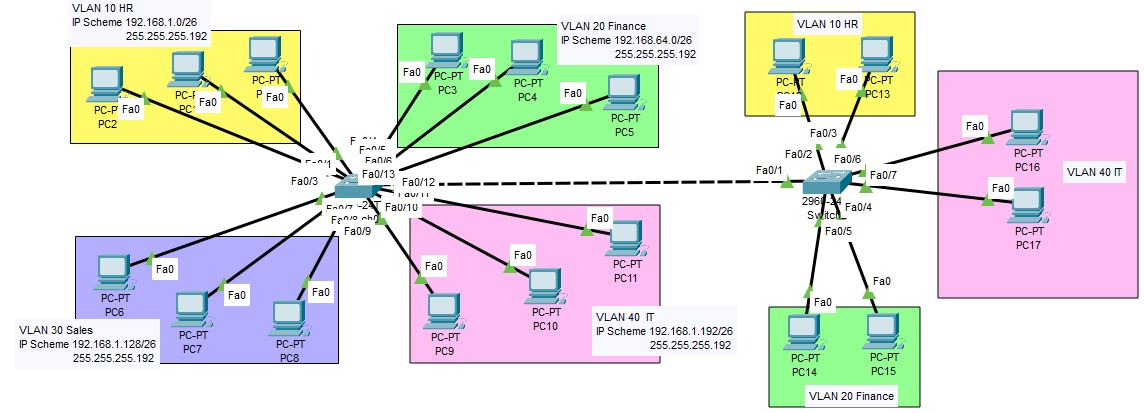 VLAN 10 HR
IP Scheme 192.168.1.0/26
255.255.255.192
Fa0
Fa0
Fa0
PC-PT
PC2
VLAN 20 Finance
IP Scheme 192.168.64.0/26
255.255.255.192
Fa0
Fa0
Fa0
PC-PT
PC3
PC-PT
PC4
PC-PT
PC5
VLAN 10 HR
Fa0
Fa0
PC-PT
PC13
Fa0/6
Fa0/13
Fa0/3
Fa0/12
Fa0/10
Fa0/9
Fa0/1
Fa0/2
Fa0/3
Fa0/6
Fa0/7
Fa0/4
Fa0/5
2960-24
Switch
Fa0
Fa0
PC-PT
PC16
VLAN 40 IT
PC-PT
PC17
Fa0
Fa0
Fa0
PC-PT
PC6
PC-PT
PC7
PC-PT
PC8
VLAN 30 Sales
IP Scheme 192.168.1.128/26
255.255.255.192
Fa0
Fa0
Fa0
PC-PT
PC11
PC-PT
PC10
PC-PT
PC9
VLAN 40 IT
IP Scheme 192.168.1.192/26
255.255.255.192
Fa0
Fa0
PC-PT
PC14
PC-PT
PC15
VLAN 20 Finance